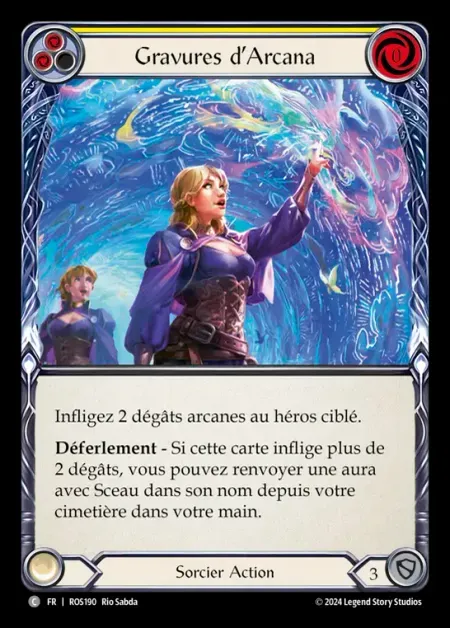 Gravures d'Arcana
0
Infligez 2 dégâts arcanes au héros ciblé.
Déferlement - Si cette carte inflige plus de
2 dégâts, vous pouvez renvoyer une aura
avec Sceau dans son nom depuis votre
cimetière dans votre main.
Sorcier Action
3
C FR | ROS190 Rio Sabda
© 2024 Legend Story Studios